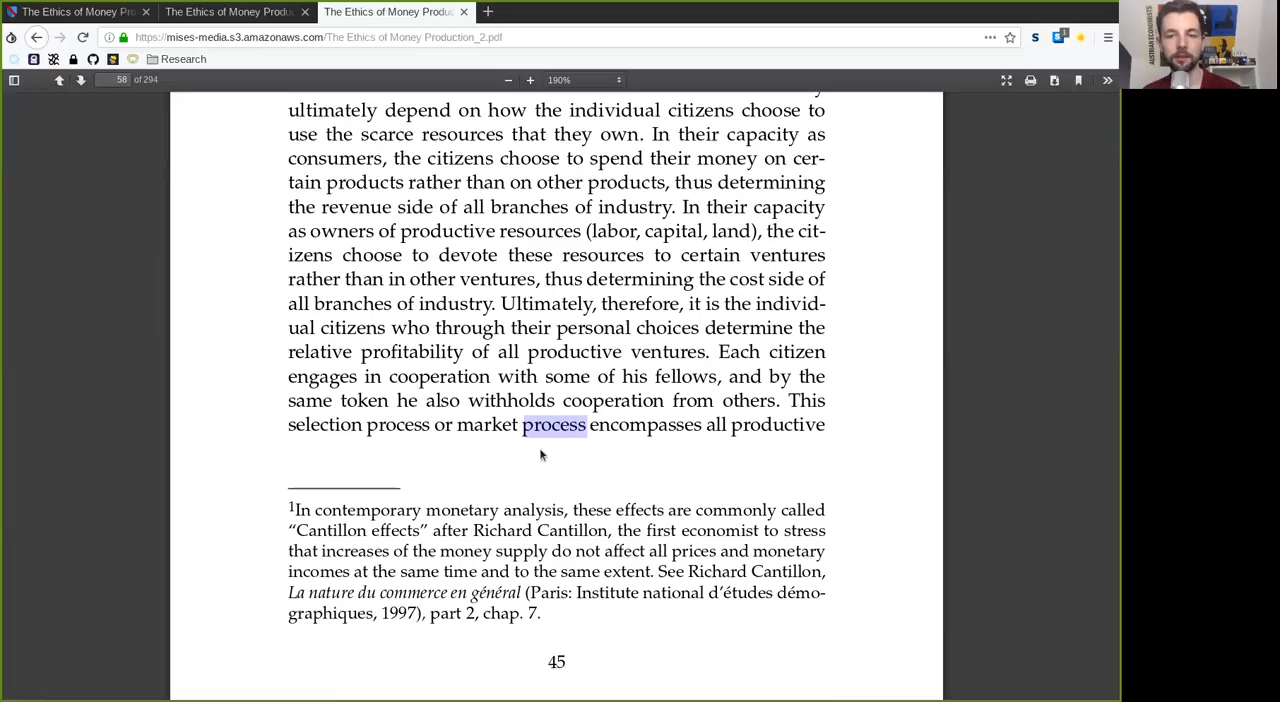 The Ethics of Money Pro
The Ethics of Money Produ
The Ethics of Money Produc
https://mises-media.s3.amazonaws.com/The Ethics of Money Production_2.pdf
Research
58 of 294
190%
ultimately depend on how the individual citizens choose to
use the scarce resources that they own. In their capacity as
consumers, the citizens choose to spend their money on cer-
tain products rather than on other products, thus determining
the revenue side of all branches of industry. In their capacity
as owners of productive resources (labor, capital, land), the cit-
izens choose to devote these resources to certain ventures
rather than in other ventures, thus determining the cost side of
all branches of industry. Ultimately, therefore, it is the individ-
ual citizens who through their personal choices determine the
relative profitability of all productive ventures. Each citizen
engages in cooperation with some of his fellows, and by the
same token he also withholds cooperation from others. This
selection process or market process encompasses all productive
1In contemporary monetary analysis, these effects are commonly called
“Cantillon effects” after Richard Cantillon, the first economist to stress
that increases of the money supply do not affect all prices and monetary
incomes at the same time and to the same extent. See Richard Cantillon,
La nature du commerce en général (Paris: Institute national d’études démo-
graphiques, 1997), part 2, chap. 7.
45